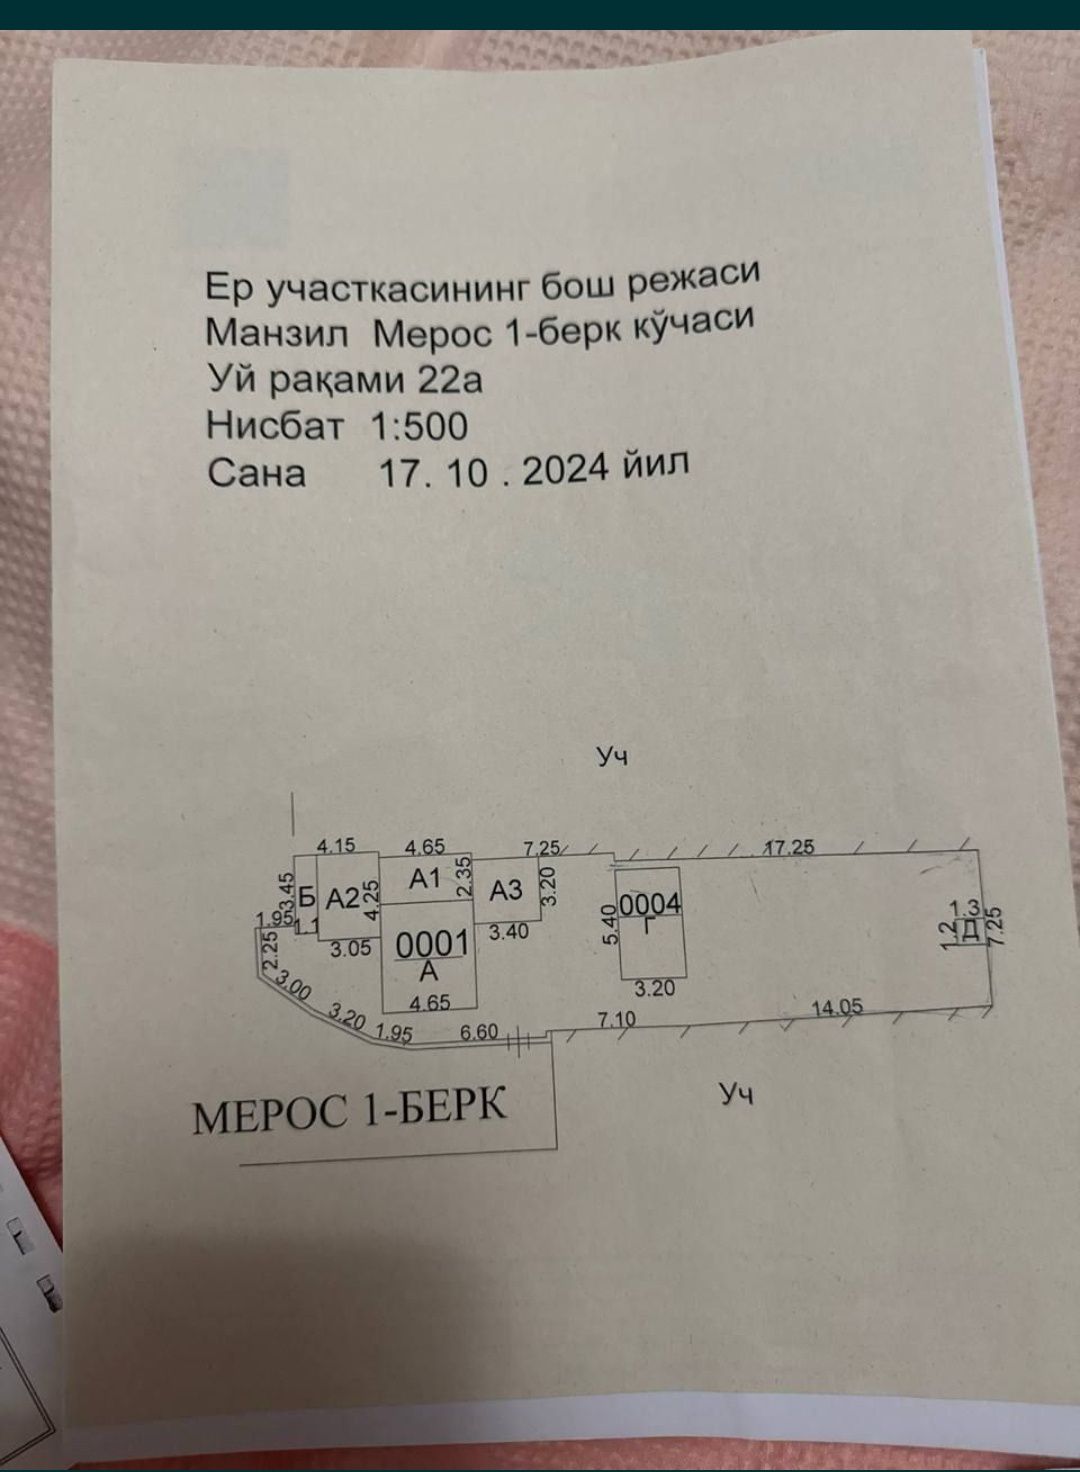 Ер участкасининг бош режаси
Манзил Мерос 1-берк кўчаси
Уй рақами 22а
Нисбат 1:500
Сана 17. 10 . 2024 йил
Уч
4.15 4.65 7.25 17.25
3.45 Б А2 4.25 А1 2.35 А3 3.20
1.95 1.1 3.05 0001 3.40 5.40 0004 1.3
2.25 А Г 1.2 Д 7.25
3.00 4.65 3.20
3.20 1.95 6.60 7.10 14.05
МЕРОС 1-БЕРК
Уч